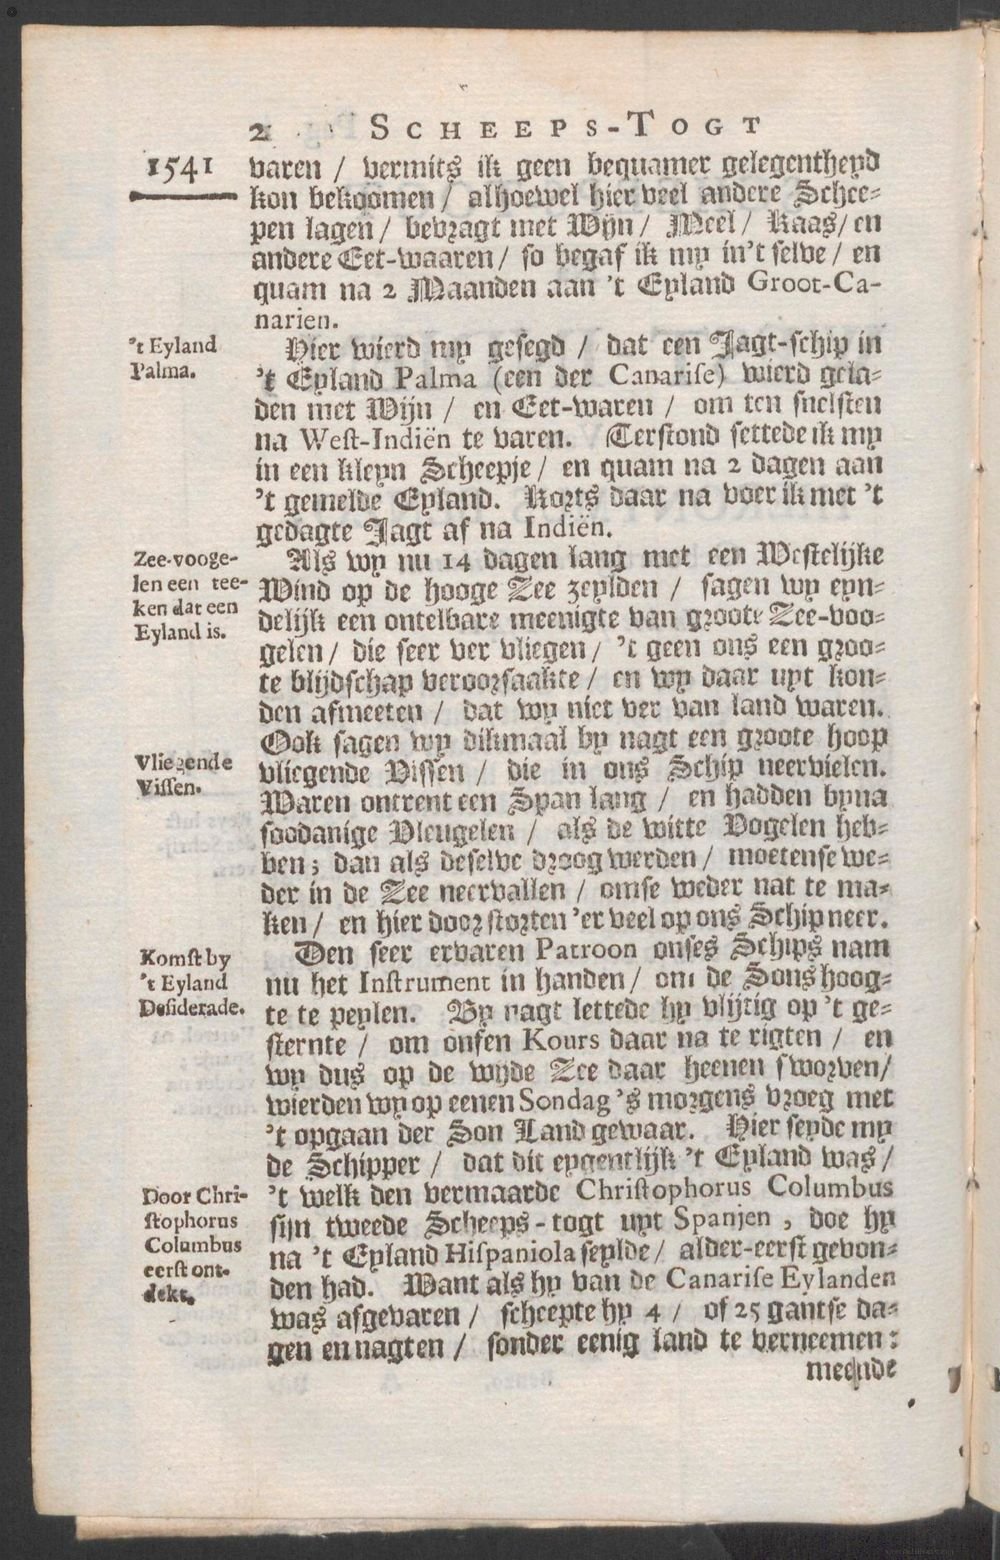 2 SCHEEPS-TOGT
1541
varen / vermits ik geen bequamer gelegentheyd
kon bekoomen / alhoewel hier veel andere Schee-
pen lagen / bevragt met Wijn / Meel / Kaas / en
andere Eet-waaren / so begaf ik my in't selve / en
quam na 2 Maanden aan 't Eyland Groot-Ca-
narien.
't Eyland
Palma.
Hier wierd my gesegd / dat een Jagt-schip in
't Eyland Palma (een der Canarise) wierd gela-
den met Wijn / en Eet-waren / om ten snelsten
na West-Indiën te varen. Terstond settede ik my
in een kleyn Scheepje / en quam na 2 dagen aan
't gemelde Eyland. Korts daar na voer ik met 't
gedagte Jagt af na Indiën.
Zee-vooge-
len een tee-
ken dat een
Eyland is.
Als wy nu 14 dagen lang met een Westelijke
Wind op de hooge Zee zeylden / sagen wy eyn-
delijk een ontelbare meenigte van groote Zee-voo-
gelen / die seer ver vliegen / 't geen ons een groo-
te blijdschap veroorsaakte / en wy daar uyt kon-
den afmeeten / dat wy niet ver van land waren.
Ook sagen wy dikmaal by nagt een groote hoop
Vliegende
Vissen.
vliegende Vissen / die in ons Schip neervielen.
Waren ontrent een Span lang / en hadden byna
soodanige Vleugelen / als de witte Vogelen heb-
ben; dan als deselve droog werden / moetense we-
der in de Zee neervallen / omse weder nat te ma-
ken / en hier door storten 'er veel op ons Schip neer.
Komst by
't Eyland
Desiderade.
Den seer ervaren Patroon onses Schips nam
nu het Instrument in handen / om de Sons hoog-
te te peylen. By nagt lettede hy vlijtig op 't ge-
sternte / om onsen Kours daar na te rigten / en
wy dus op de wyde Zee daar heenen sworven /
wierden wy op eenen Sondag 's morgens vroeg met
't opgaan der Son Land gewaar. Hier seyde my
de Schipper / dat dit eygentlijk 't Eyland was /
Door Chri-
stophorus
Columbus
eerst ont-
dekt.
't welk den vermaarde Christophorus Columbus
sijn tweede Scheeps-togt uyt Spanjen, doe hy
na 't Eyland Hispaniola seylde / alder-eerst gevon-
den had. Want als hy van de Canarise Eylanden
was afgevaren / scheepte hy 4 / of 25 gantse da-
gen en nagten / sonder eenig land te verneemen:
meende